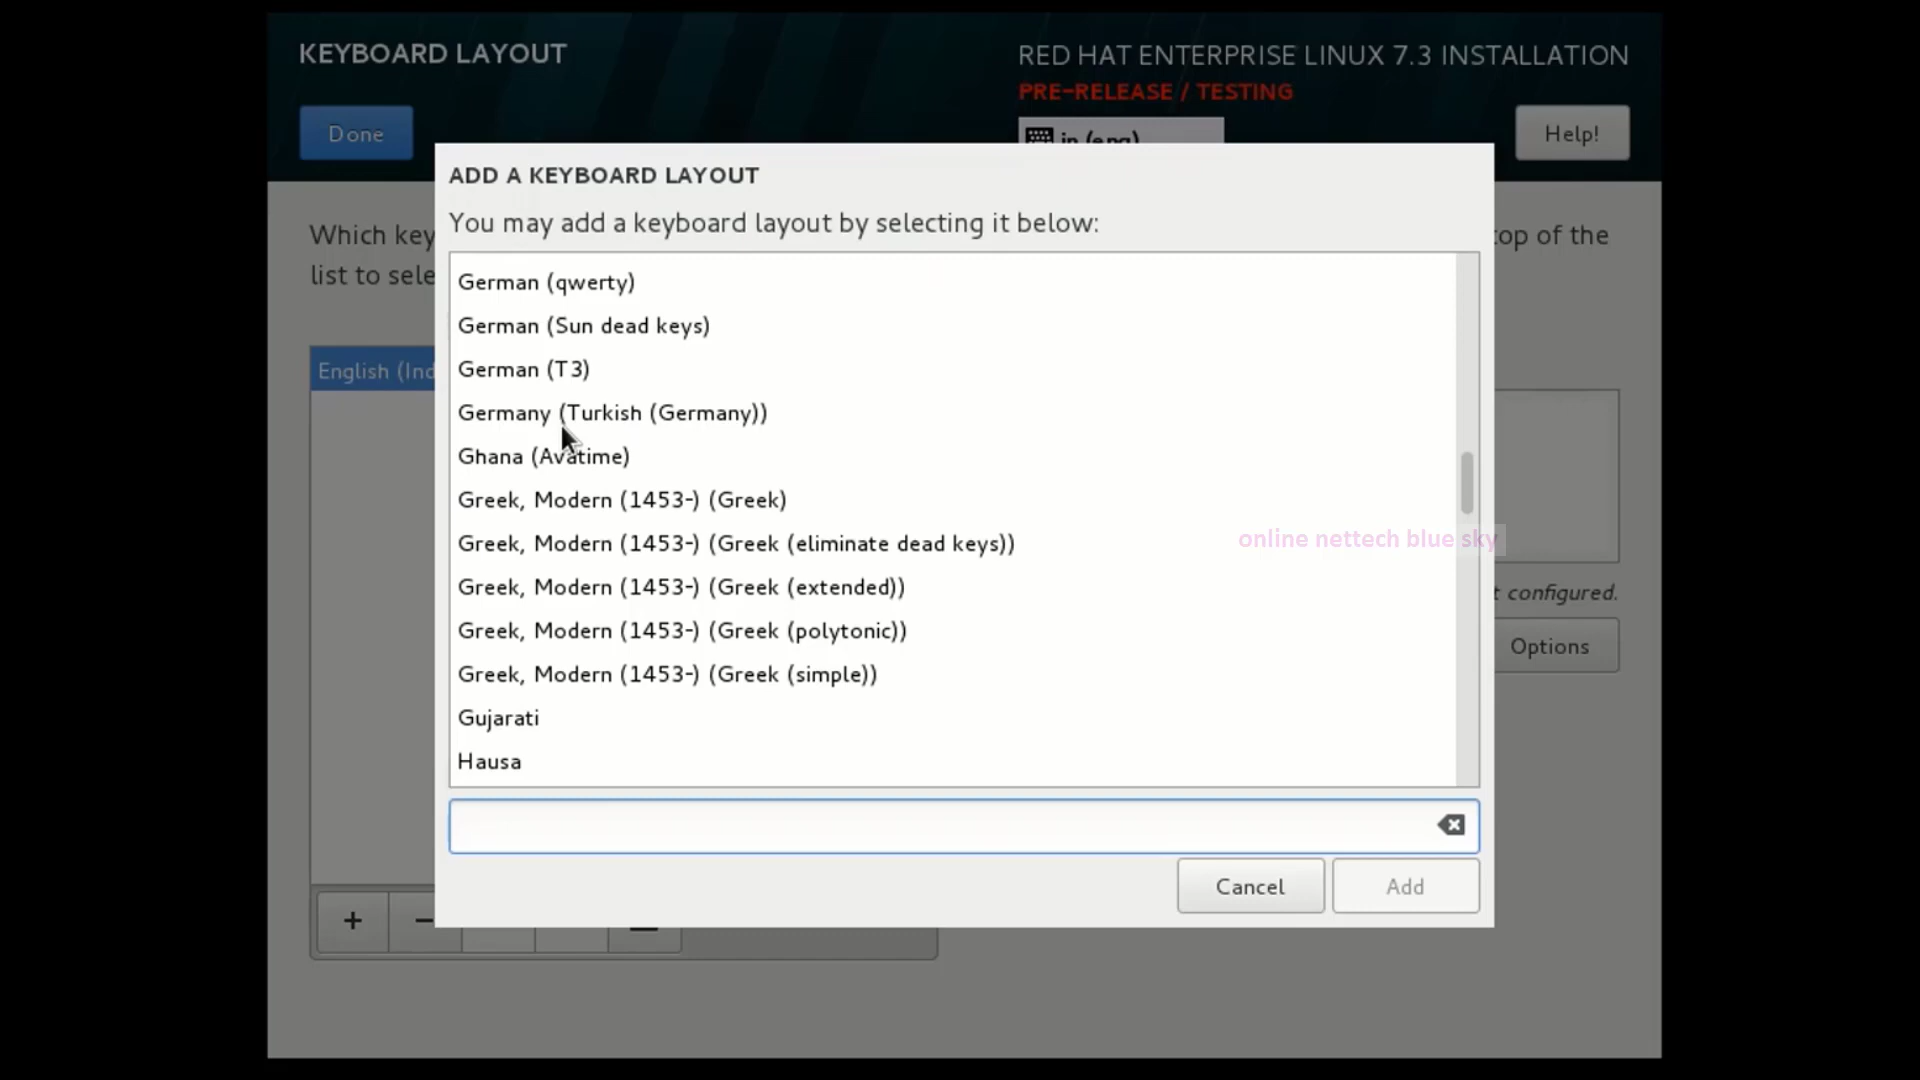 KEYBOARD LAYOUT
RED HAT ENTERPRISE LINUX 7.3 INSTALLATION
PRE-RELEASE / TESTING
Done
in (eng)
Help!
ADD A KEYBOARD LAYOUT
You may add a keyboard layout by selecting it below:
Which key
top of the
list to sele
English (Ind
German (qwerty)
German (Sun dead keys)
German (T3)
Germany (Turkish (Germany))
Ghana (Avatime)
Greek, Modern (1453-) (Greek)
Greek, Modern (1453-) (Greek (eliminate dead keys))
Greek, Modern (1453-) (Greek (extended))
Greek, Modern (1453-) (Greek (polytonic))
Greek, Modern (1453-) (Greek (simple))
Gujarati
Hausa
online nettech blue sky
t configured.
Options
Cancel
Add